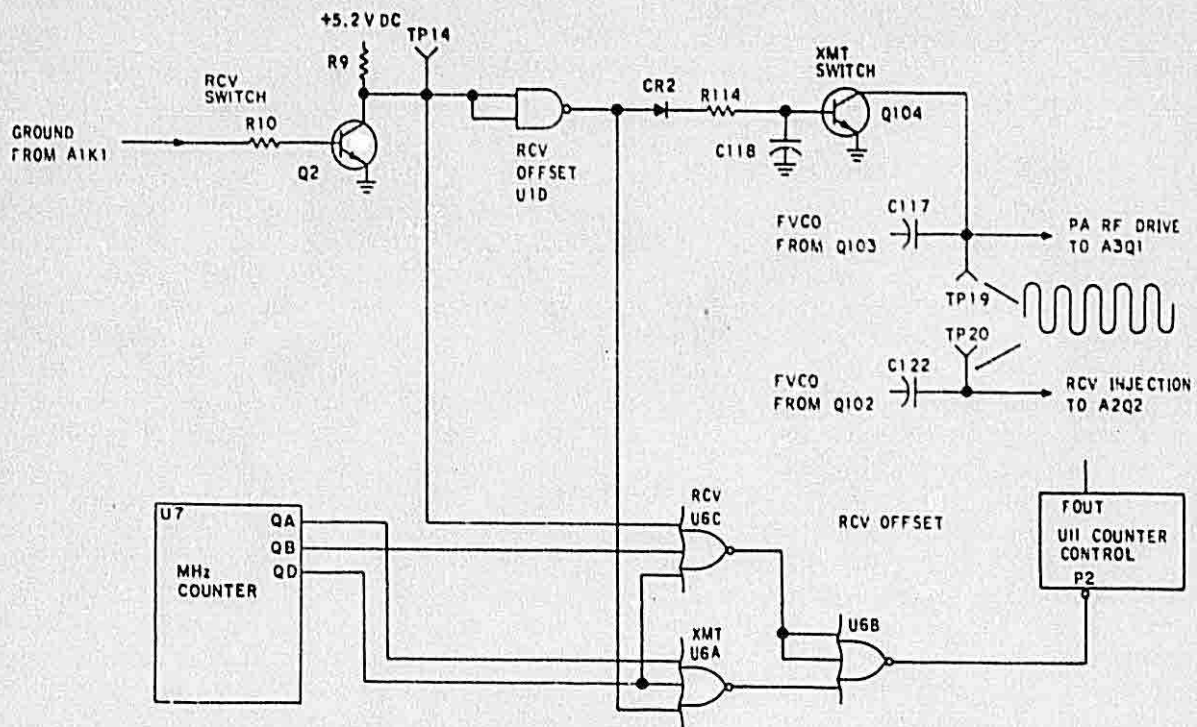 +5.2 V DC
TP14
R9
RCV
SWITCH
R10
GROUND
FROM A1K1
Q2
RCV
OFFSET
U1D
CR2
R114
C118
XMT
SWITCH
Q104
C117
FVCO
FROM Q103
PA RF DRIVE
TO A3Q1
TP19
TP20
C122
FVCO
FROM Q102
RCV INJECTION
TO A2Q2
U7
QA
QB
QD
MHz
COUNTER
RCV
U6C
RCV OFFSET
FOUT
U11 COUNTER
CONTROL
P2
XMT
U6A
U6B